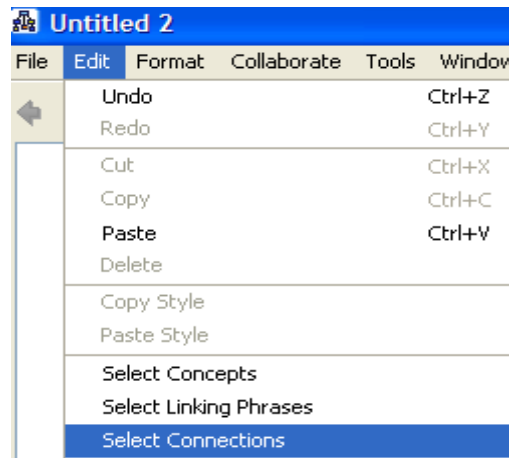 Untitled 2
File Edit Format Collaborate Tools Window
Undo Ctrl+Z
Redo Ctrl+Y
Cut Ctrl+X
Copy Ctrl+C
Paste Ctrl+V
Delete
Copy Style
Paste Style
Select Concepts
Select Linking Phrases
Select Connections